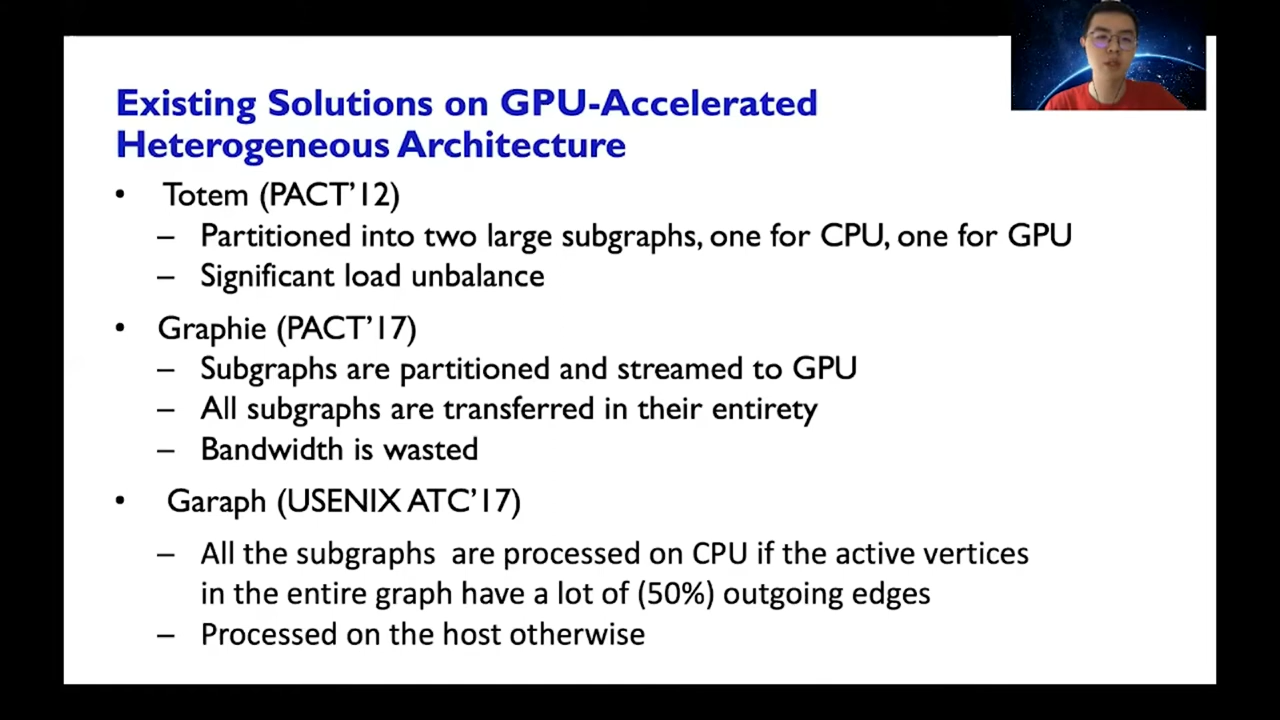 Existing Solutions on GPU-Accelerated
Heterogeneous Architecture
• Totem (PACT’12)
– Partitioned into two large subgraphs, one for CPU, one for GPU
– Significant load unbalance
• Graphie (PACT’17)
– Subgraphs are partitioned and streamed to GPU
– All subgraphs are transferred in their entirety
– Bandwidth is wasted
• Garaph (USENIX ATC’17)
– All the subgraphs are processed on CPU if the active vertices
in the entire graph have a lot of (50%) outgoing edges
– Processed on the host otherwise